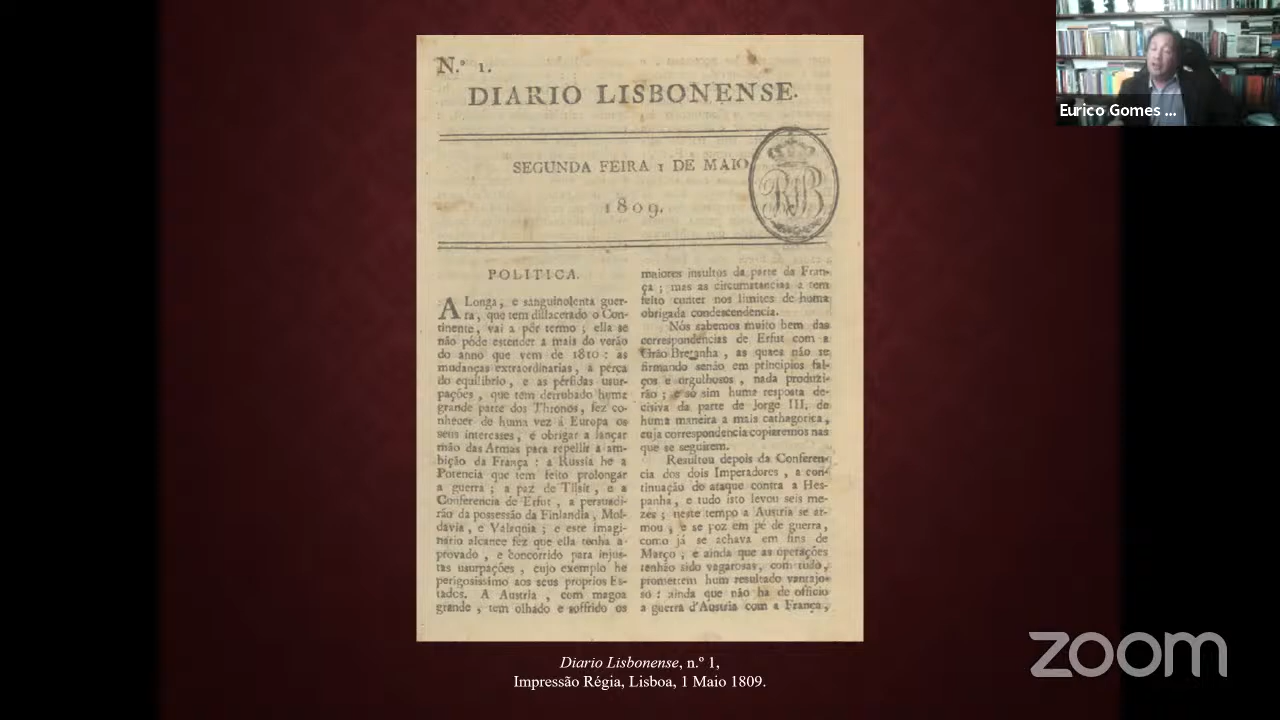 N.º 1.
DIARIO LISBONENSE.
SEGUNDA FEIRA 1 DE MAIO
1809.
POLITICA.
A Longa, e sanguinolenta guer-
ra, que tem dillacerado o Con-
tinente, vai a pôr termo; ella se
não póde estender a mais do verão
do anno que vem de 1810: as
mudanças extraordinarias, a perca
do equilibrio, e as pérfidas usur-
pações, que tem derrubado huma
grande parte dos Thronos, fez co-
nhecer de huma vez á Europa os
seus interesses, e obrigar a lançar
mão das Armas para repellir a am-
bição da França: a Russia he a
Potencia que tem feito prolongar
a guerra; a paz de Tilsit, e a
Conferencia de Erfut, a persuadi-
rão da possessão da Finlandia, Mol-
davia, e Valaquia; e este imagi-
nario alcance fez que ella tenha a-
provado, e concorrido para injus-
tas usurpações, cujo exemplo he
perigosissimo aos seus proprios Es-
tados. A Austria, com magoa
grande, tem olhado e soffrido os
maiores insultos da parte da Fran-
ça; mas as circumstancias a tem
feito conter nos limites de huma
obrigada condescendencia.
Nós sabemos muito bem das
correspondencias de Erfut com a
Grão-Bretanha, as quaes não se
firmando senão em principios fal-
ços e orgulhosos, nada produzi-
rão; e só sim huma resposta de-
cisiva da parte de Jorge III. de
huma maneira a mais cathagorica,
cuja correspondencia copiaremos nas
que se seguirem.
Resultou depois da Conferen-
cia dos dois Imperadores, a con-
tinuação do ataque contra a Hes-
panha, e tudo isto levou seis me-
zes; neste tempo a Austria se ar-
mou, e se poz em pé de guerra,
como já se achava em fins de
Março; e ainda que as operações
tenhão sido vagarosas, com tudo,
promettem hum resultado vantajo-
so: ainda que não ha de officio
a guerra d'Austria com a França,
Diario Lisbonense, n.º 1,
Impressão Régia, Lisboa, 1 Maio 1809.
Eurico Gomes ...
zoom